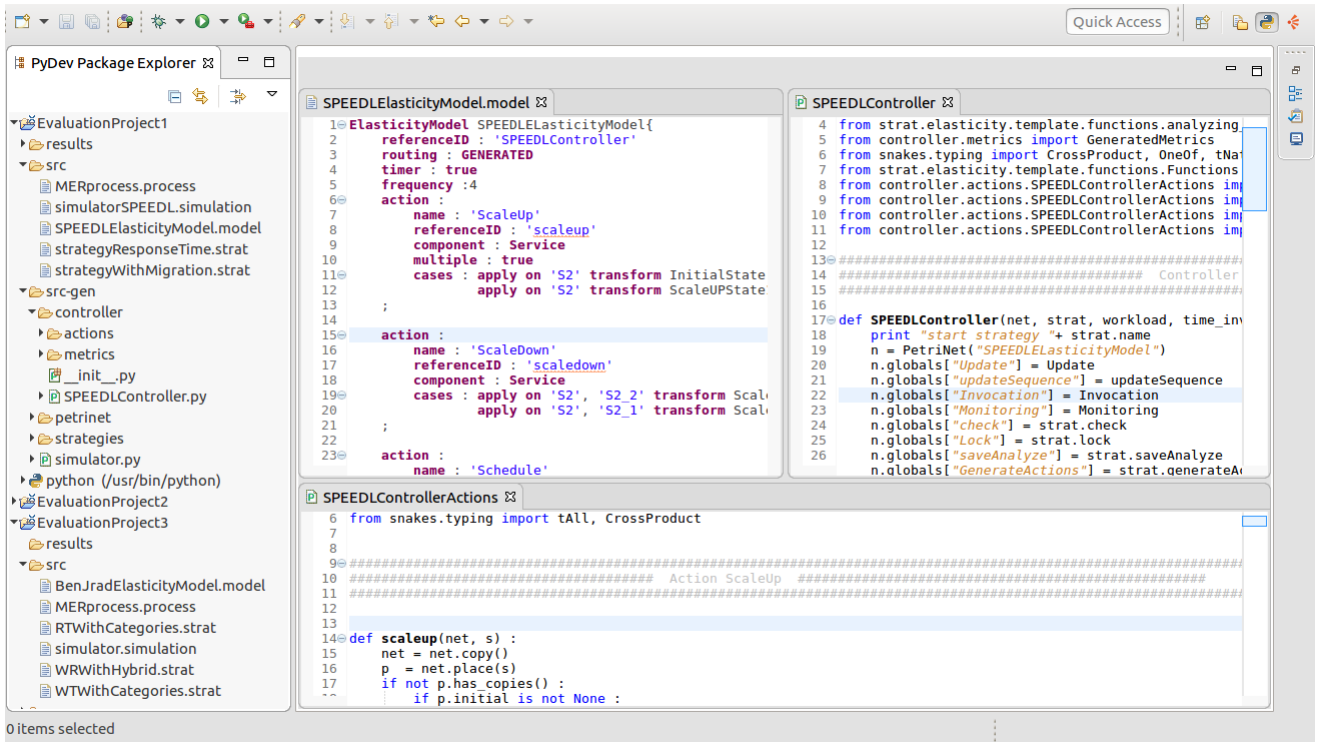 Quick Access
PyDev Package Explorer
EvaluationProject1
results
src
MERprocess.process
simulatorSPEEDL.simulation
SPEEDLElasticityModel.model
strategyResponseTime.strat
strategyWithMigration.strat
src-gen
controller
actions
metrics
__init__.py
SPEEDLController.py
petrinet
strategies
simulator.py
python (/usr/bin/python)
EvaluationProject2
EvaluationProject3
results
src
BenJradElasticityModel.model
MERprocess.process
RTWithCategories.strat
simulator.simulation
WRWithHybrid.strat
WTWithCategories.strat
SPEEDLElasticityModel.model
1 ElasticityModel SPEEDLELasticityModel{
2 referenceID : 'SPEEDLController'
3 routing : GENERATED
4 timer : true
5 frequency :4
6 action :
7 name : 'ScaleUp'
8 referenceID : 'scaleup'
9 component : Service
10 multiple : true
11 cases : apply on 'S2' transform InitialState
12 apply on 'S2' transform ScaleUPState
13 ;
14
15 action :
16 name : 'ScaleDown'
17 referenceID : 'scaledown'
18 component : Service
19 cases : apply on 'S2', 'S2_2' transform Scal
20 apply on 'S2', 'S2_1' transform Scal
21 ;
22
23 action :
name : 'Schedule'
SPEEDLController
4 from strat.elasticity.template.functions.analyzing_
5 from controller.metrics import GeneratedMetrics
6 from snakes.typing import CrossProduct, OneOf, tNat
7 from strat.elasticity.template.functions.Functions
8 from controller.actions.SPEEDLControllerActions imp
9 from controller.actions.SPEEDLControllerActions imp
10 from controller.actions.SPEEDLControllerActions imp
11 from controller.actions.SPEEDLControllerActions imp
12
13 ###################################################
14 ###################################### Controller
15 ###################################################
16
17 def SPEEDLController(net, strat, workload, time_inv
18 print "start strategy "+ strat.name
19 n = PetriNet("SPEEDLELasticityModel")
20 n.globals["Update"] = Update
21 n.globals["updateSequence"] = updateSequence
22 n.globals["Invocation"] = Invocation
23 n.globals["Monitoring"] = Monitoring
24 n.globals["check"] = strat.check
25 n.globals["Lock"] = strat.lock
26 n.globals["saveAnalyze"] = strat.saveAnalyze
n.globals["GenerateActions"] = strat.generateAc
SPEEDLControllerActions
6 from snakes.typing import tAll, CrossProduct
7
8
9 ################################################################################################################
10 ###################################### Action ScaleUp ###################################################
11 ################################################################################################################
12
13
14 def scaleup(net, s) :
15 net = net.copy()
16 p = net.place(s)
17 if not p.has_copies() :
if p.initial is not None :
0 items selected